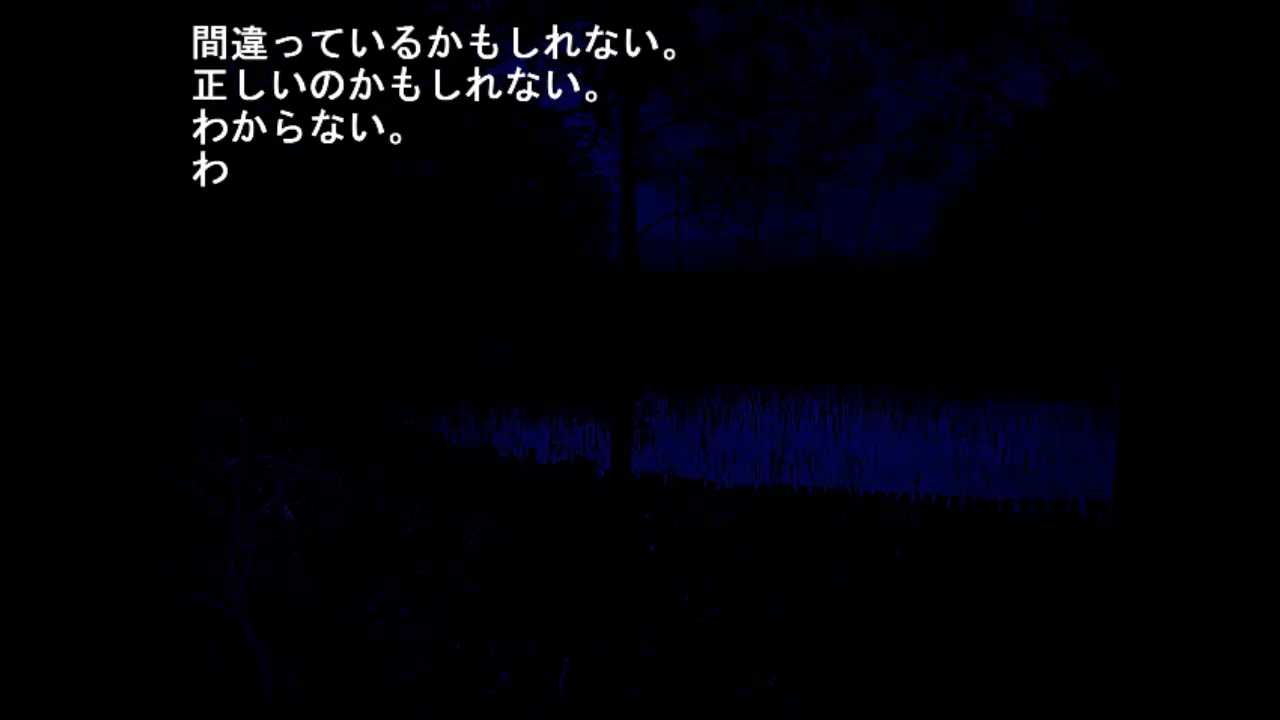 間違っているかもしれない。
正しいのかもしれない。
わからない。
わ